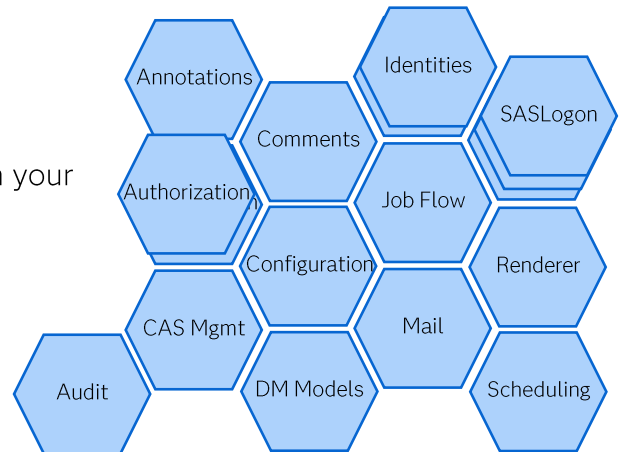 Identities
Annotations
SASLogon
Comments
your
Authorization
Job Flow
Configuration
Renderer
CAS Mgmt
Mail
Audit
DM Models
Scheduling